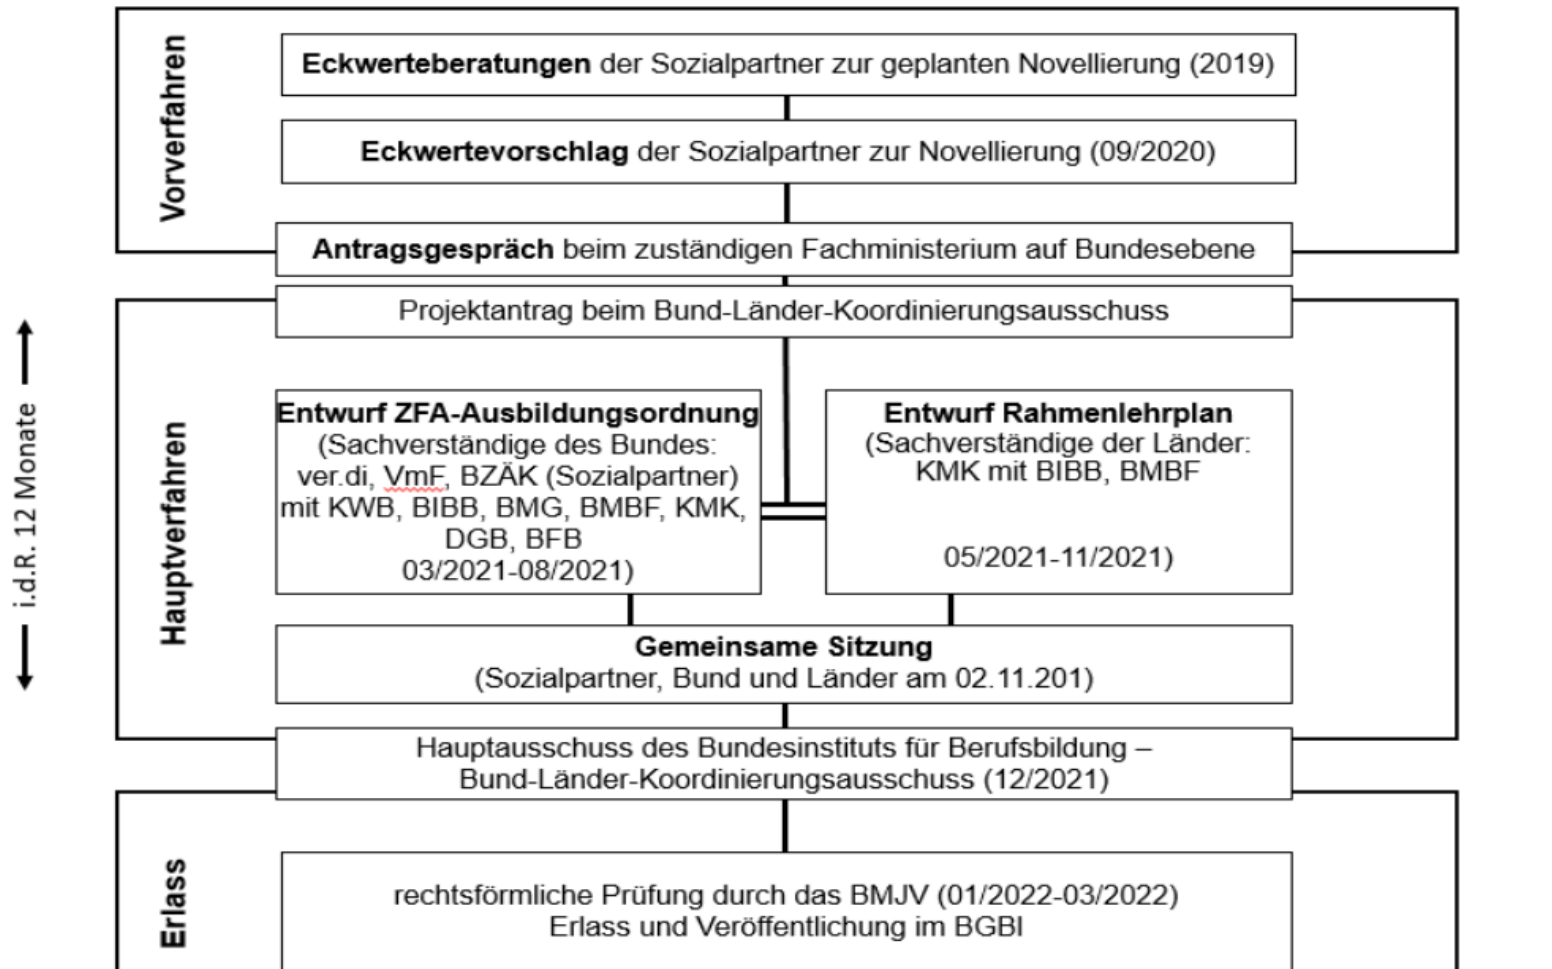 Vorverfahren
Eckwerteberatungen der Sozialpartner zur geplanten Novellierung (2019)
Eckwertevorschlag der Sozialpartner zur Novellierung (09/2020)
Antragsgespräch beim zuständigen Fachministerium auf Bundesebene
i.d.R. 12 Monate
Hauptverfahren
Projektantrag beim Bund-Länder-Koordinierungsausschuss
Entwurf ZFA-Ausbildungsordnung
(Sachverständige des Bundes:
ver.di, VmF, BZÄK (Sozialpartner)
mit KWB, BIBB, BMG, BMBF, KMK,
DGB, BFB
03/2021-08/2021)
Entwurf Rahmenlehrplan
(Sachverständige der Länder:
KMK mit BIBB, BMBF
05/2021-11/2021)
Gemeinsame Sitzung
(Sozialpartner, Bund und Länder am 02.11.201)
Hauptausschuss des Bundesinstituts für Berufsbildung –
Bund-Länder-Koordinierungsausschuss (12/2021)
Erlass
rechtsförmliche Prüfung durch das BMJV (01/2022-03/2022)
Erlass und Veröffentlichung im BGBl